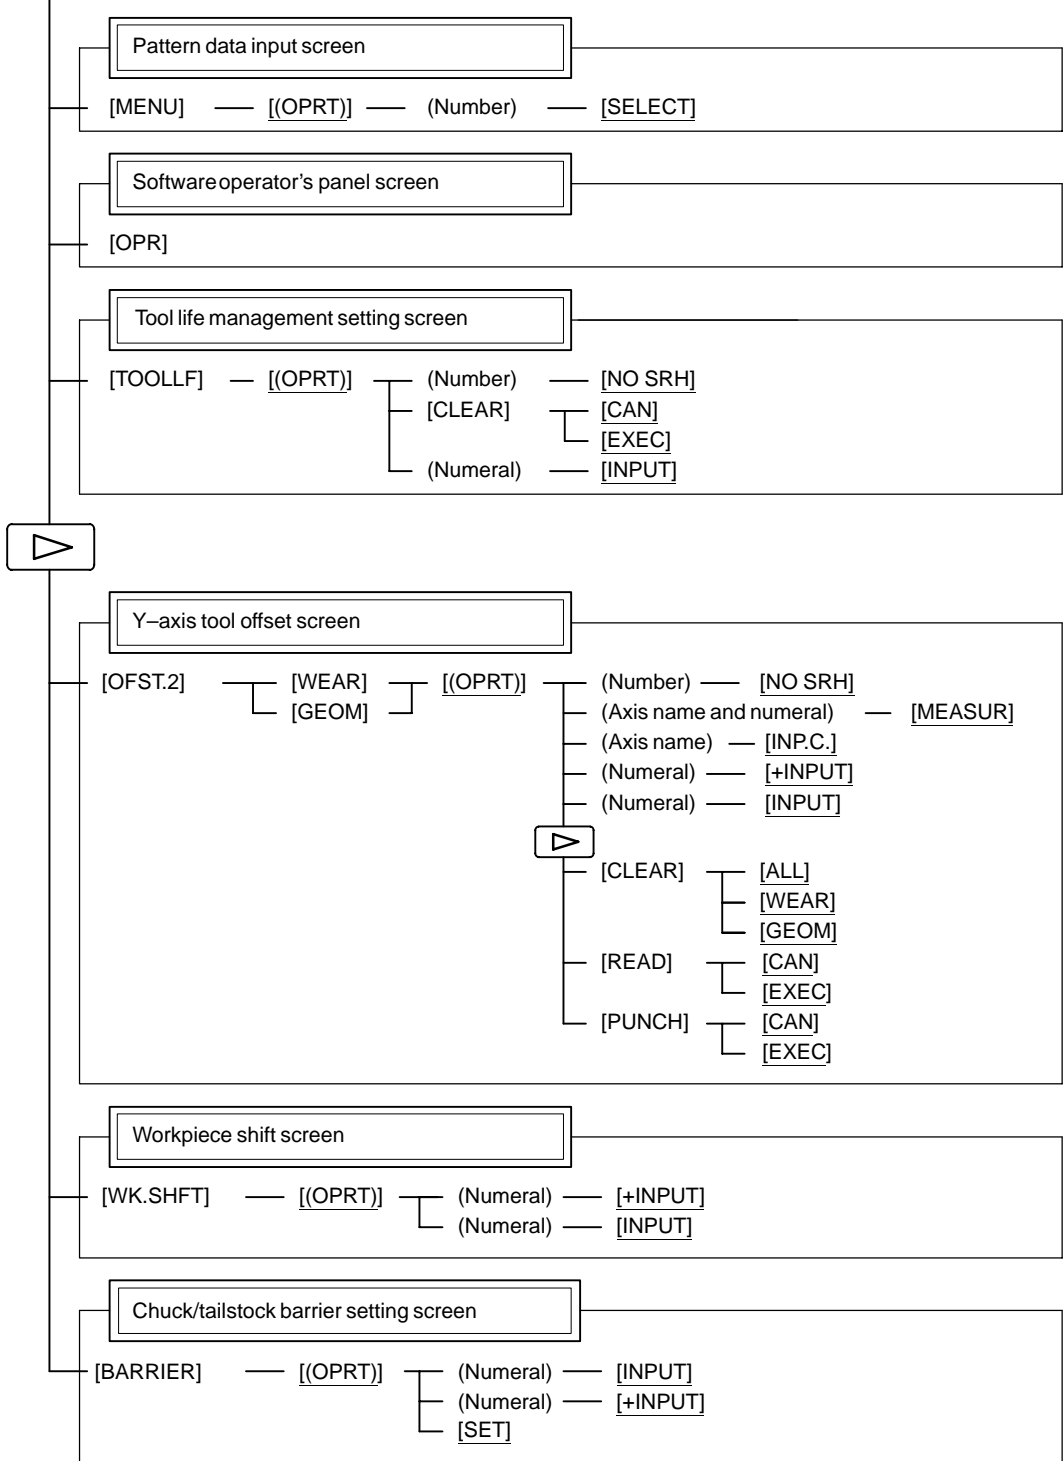 Pattern data input screen
[MENU] [(OPRT)] (Number) [SELECT]
Software operator's panel screen
[OPR]
Tool life management setting screen
[TOOLLF] [(OPRT)] (Number) [NO SRH]
[CLEAR] [CAN]
[EXEC]
(Numeral) [INPUT]
Y–axis tool offset screen
[OFST.2] [WEAR] [(OPRT)] (Number) [NO SRH]
[GEOM] (Axis name and numeral) [MEASUR]
(Axis name) [INP.C.]
(Numeral) [+INPUT]
(Numeral) [INPUT]
[CLEAR] [ALL]
[WEAR]
[GEOM]
[READ] [CAN]
[EXEC]
[PUNCH] [CAN]
[EXEC]
Workpiece shift screen
[WK.SHFT] [(OPRT)] (Numeral) [+INPUT]
(Numeral) [INPUT]
Chuck/tailstock barrier setting screen
[BARRIER] [(OPRT)] (Numeral) [INPUT]
(Numeral) [+INPUT]
[SET]